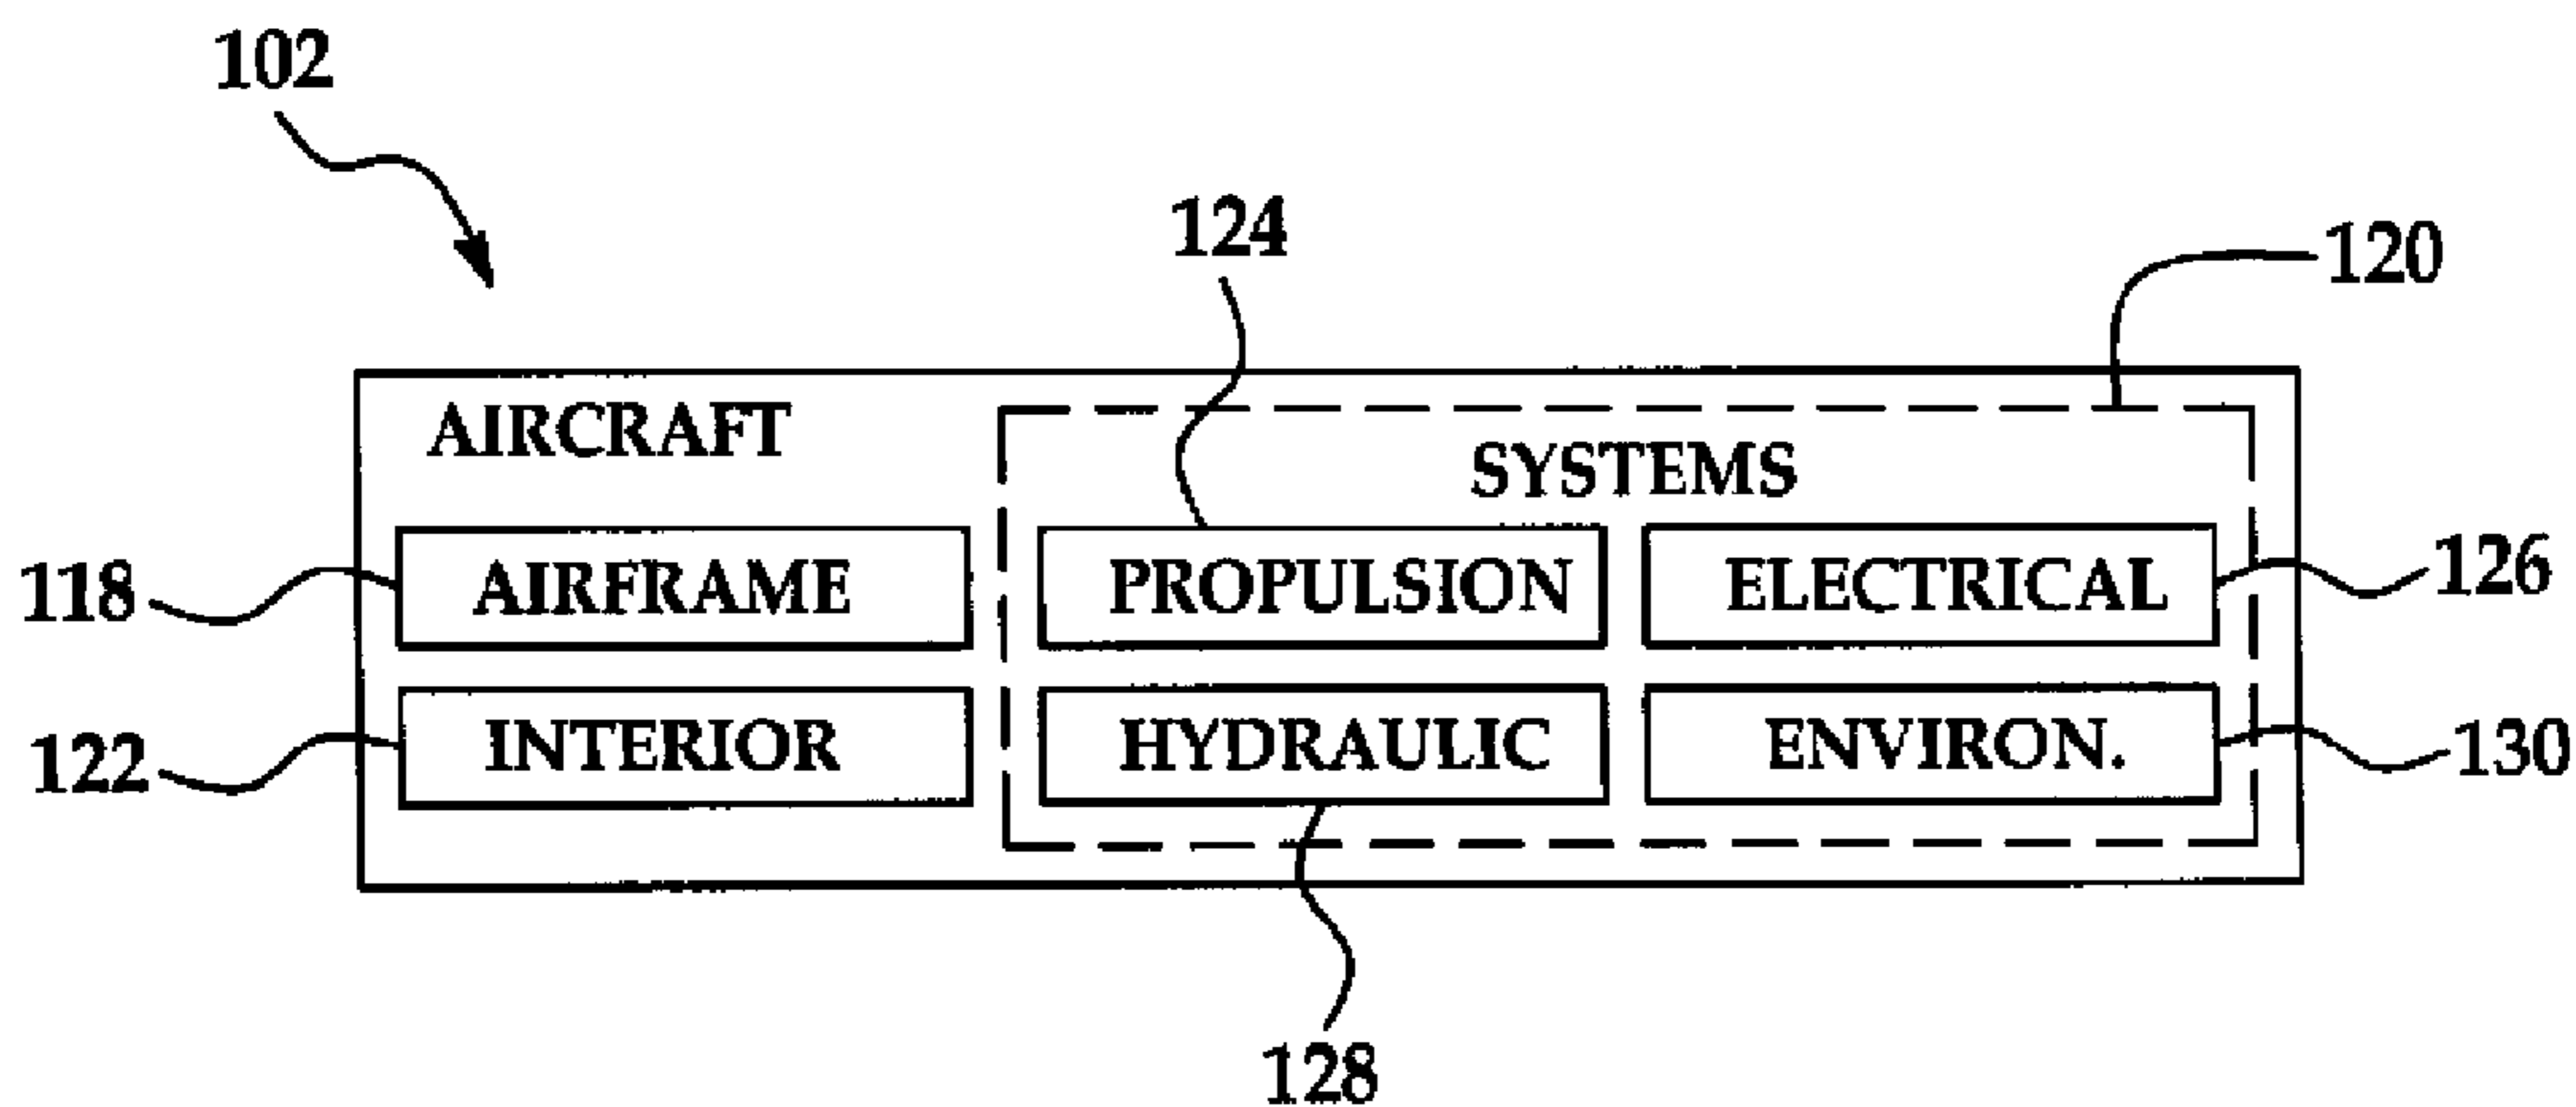 102
124
120
AIRCRAFT
SYSTEMS
118
AIRFRAME
PROPULSION
ELECTRICAL
126
122
INTERIOR
HYDRAULIC
ENVIRON.
130
128